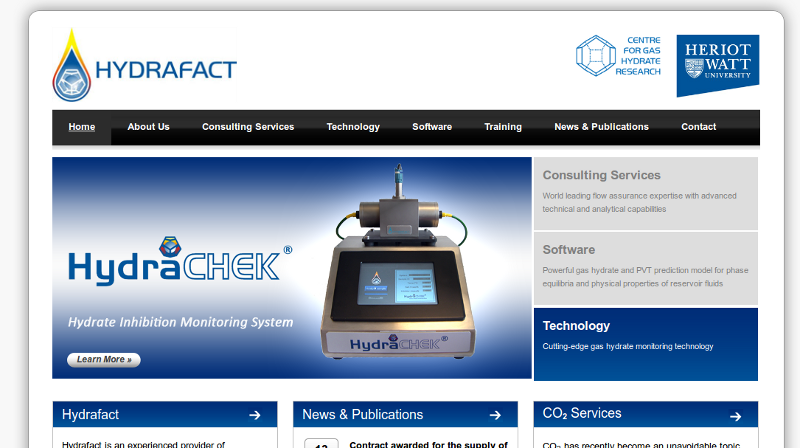 HYDRAFACT
CENTRE
FOR GAS
HYDRATE
RESEARCH
HERIOT
WATT
UNIVERSITY
Home About Us Consulting Services Technology Software Training News & Publications Contact
HydraCHEK®
Hydrate Inhibition Monitoring System
Learn More »
HydraCHEK
Consulting Services
World leading flow assurance expertise with advanced
technical and analytical capabilities
Software
Powerful gas hydrate and PVT prediction model for phase
equilibria and physical properties of reservoir fluids
Technology
Cutting-edge gas hydrate monitoring technology
Hydrafact
Hydrafact is an experienced provider of
News & Publications
13
Contract awarded for the supply of
CO₂ Services
CO₂ has recently become an unavoidable topic